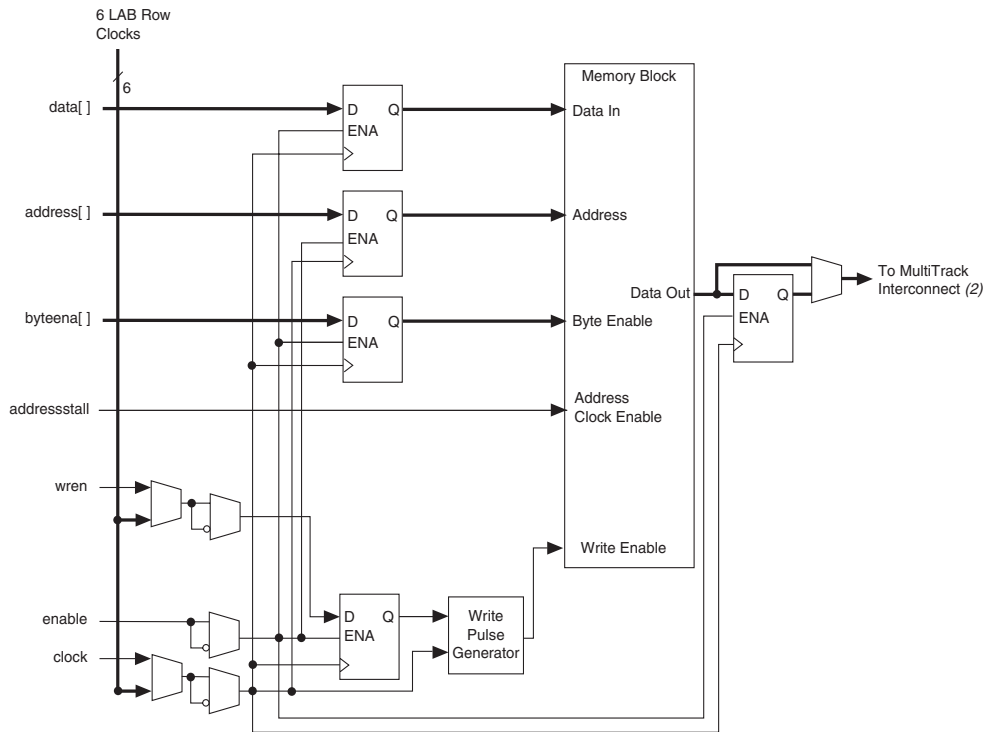 6 LAB Row
Clocks
6
data[ ]
D Q
ENA
Memory Block
Data In
address[ ]
D Q
ENA
Address
Data Out
D Q
ENA
To MultiTrack
Interconnect (2)
byteena[ ]
D Q
ENA
Byte Enable
addressstall
Address
Clock Enable
wren
Write Enable
enable
D Q
ENA
Write
Pulse
Generator
clock